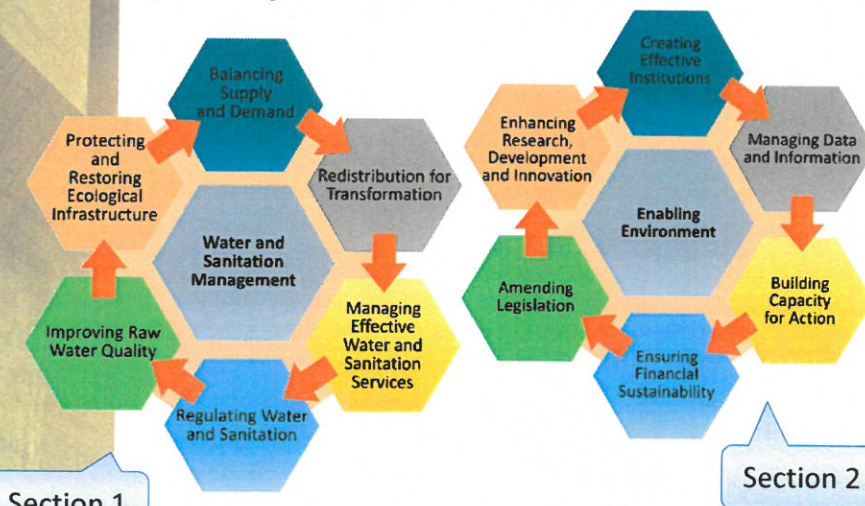 Balancing
Supply
and Demand
Redistribution for
Transformation
Managing
Effective
Water and
Sanitation
Services
Regulating Water
and Sanitation
Improving Raw
Water Quality
Protecting
and
Restoring
Ecological
Infrastructure
Water and
Sanitation
Management
Section 1
Creating
Effective
Institutions
Managing Data
and Information
Building
Capacity
for Action
Ensuring
Financial
Sustainability
Amending
Legislation
Enhancing
Research,
Development
and Innovation
Enabling
Environment
Section 2